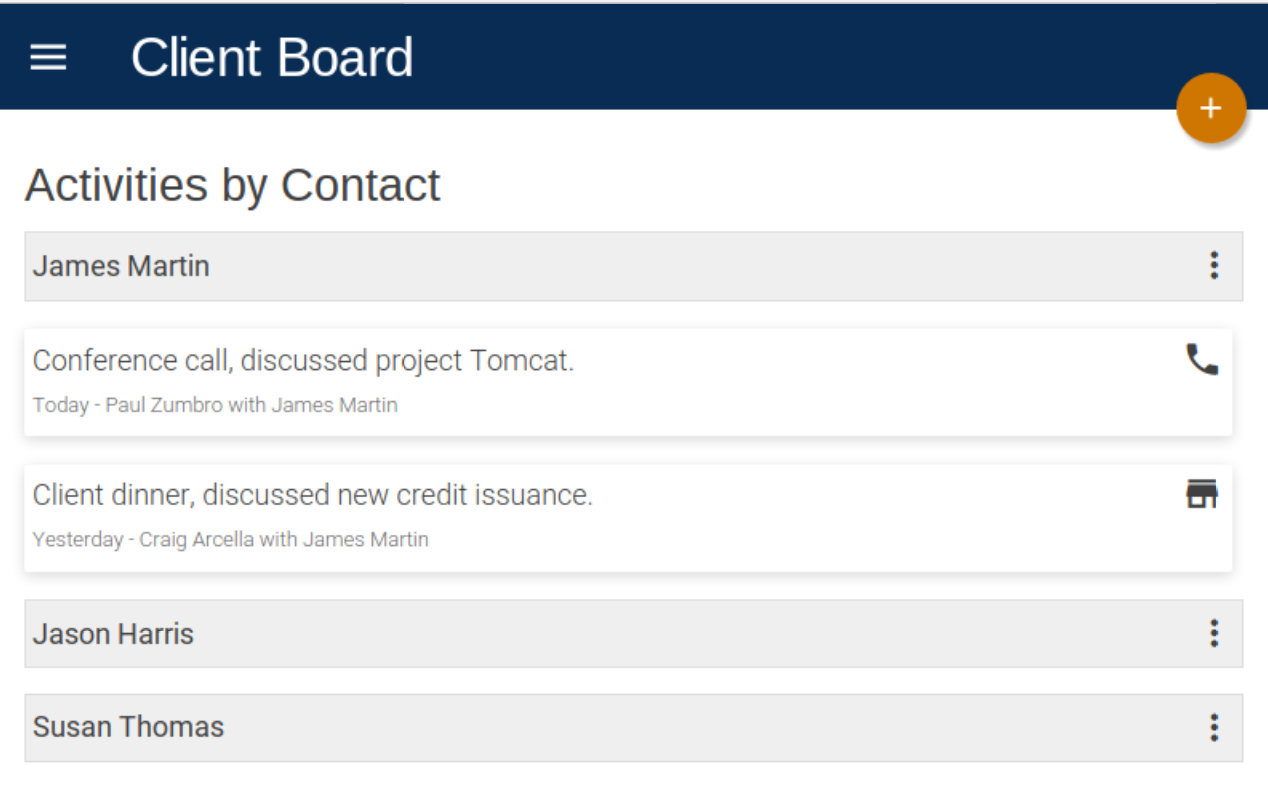 Client Board
+
Activities by Contact
James Martin
Conference call, discussed project Tomcat.
Today - Paul Zumbro with James Martin
Client dinner, discussed new credit issuance.
Yesterday - Craig Arcella with James Martin
Jason Harris
Susan Thomas